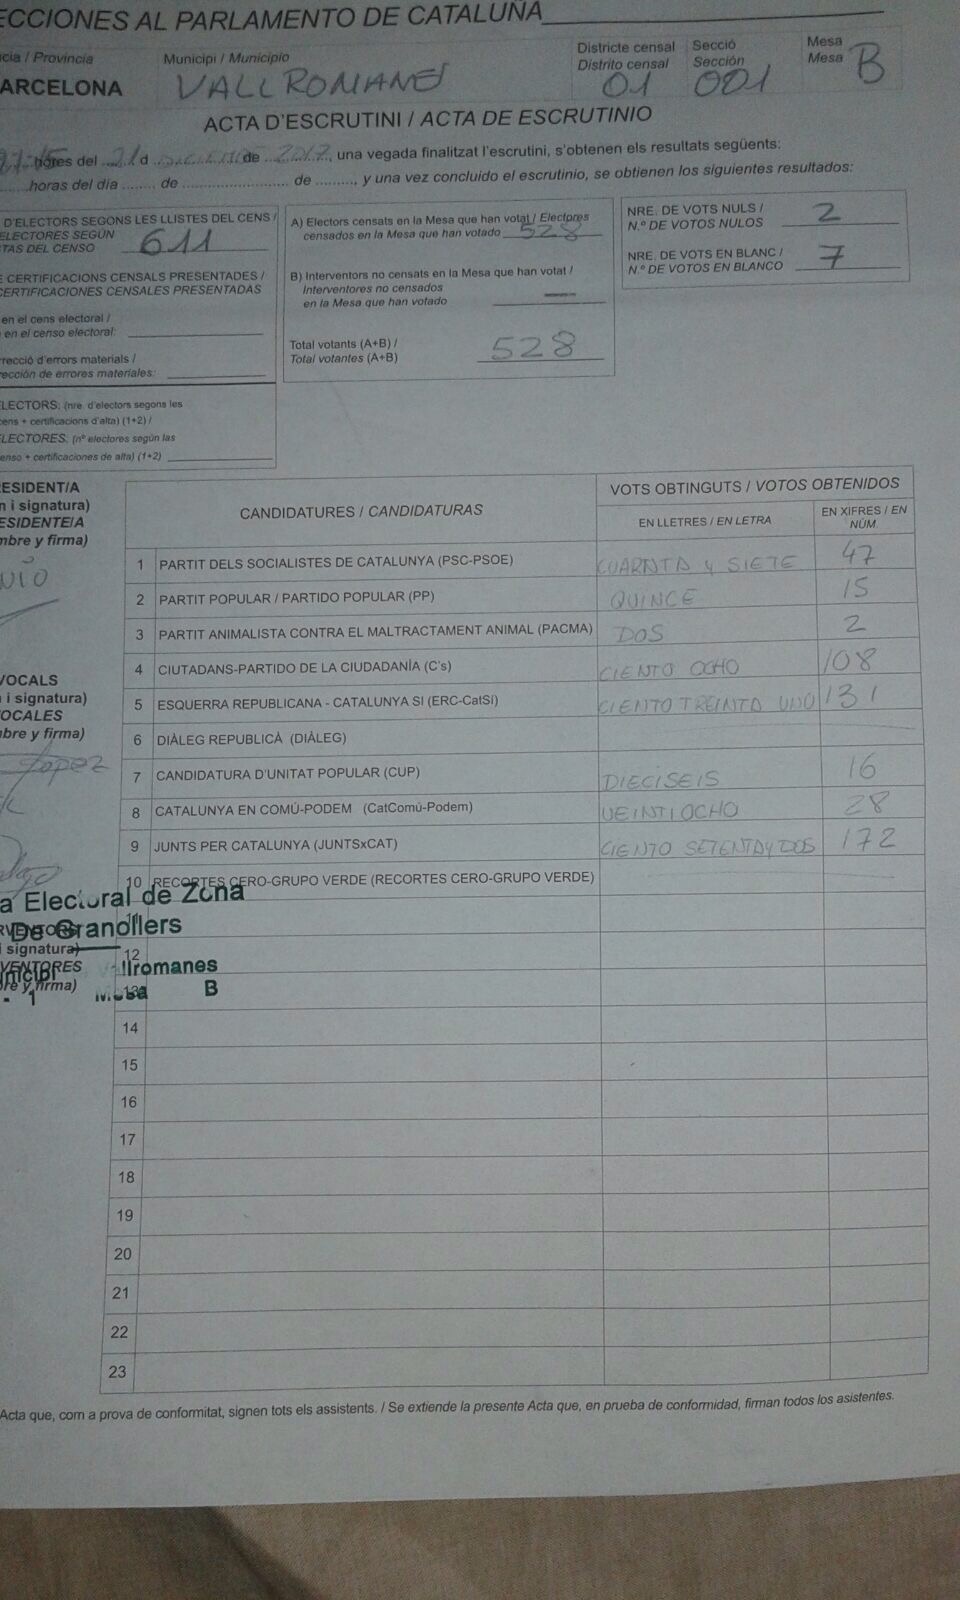 ECCIONES AL PARLAMENTO DE CATALUÑA
cia / Provincia
ARCELONA
Municipi / Municipio
VALLROMANES
Districte censal
Distrito censal
01
Secció
Sección
001
Mesa
Mesa
B
ACTA D'ESCRUTINI / ACTA DE ESCRUTINIO
hores del 21 d de 2017, una vegada finalitzat l'escrutini, s'obtenen els resultats següents:
horas del día ........ de ........................ de ........., y una vez concluido el escrutinio, se obtienen los siguientes resultados:
D'ELECTORS SEGONS LES LLISTES DEL CENS /
ELECTORES SEGÚN
TAS DEL CENSO 611
E CERTIFICACIONS CENSALS PRESENTADES /
CERTIFICACIONES CENSALES PRESENTADAS
en el cens electoral /
en el censo electoral:
rrecció d'errors materials /
rección de errores materiales:
LECTORS: (nre. d'electors segons les
cens + certificacions d'alta) (1+2) /
LECTORES: (nº electores según las
enso + certificaciones de alta) (1+2)
A) Electors censats en la Mesa que han votat / Electores
censados en la Mesa que han votado 528
B) Interventors no censats en la Mesa que han votat /
Interventores no censados
en la Mesa que han votado —
Total votants (A+B) /
Total votantes (A+B) 528
NRE. DE VOTS NULS /
N.º DE VOTOS NULOS 2
NRE. DE VOTS EN BLANC /
N.º DE VOTOS EN BLANCO 7
RESIDENT/A
n i signatura)
ESIDENTE/A
mbre y firma)
VOCALS
n i signatura)
OCALES
bre y firma)
López
CANDIDATURES / CANDIDATURAS
VOTS OBTINGUTS / VOTOS OBTENIDOS
EN LLETRES / EN LETRA
EN XIFRES / EN NÚM.
1 PARTIT DELS SOCIALISTES DE CATALUNYA (PSC-PSOE) CUARNTA y SIETE 47
2 PARTIT POPULAR / PARTIDO POPULAR (PP) QUINCE 15
3 PARTIT ANIMALISTA CONTRA EL MALTRACTAMENT ANIMAL (PACMA) DOS 2
4 CIUTADANS-PARTIDO DE LA CIUDADANÍA (C's) CIENTO OCHO 108
5 ESQUERRA REPUBLICANA - CATALUNYA SI (ERC-CatSí) CIENTO TREINTA UNO 131
6 DIÀLEG REPUBLICÀ (DIÀLEG)
7 CANDIDATURA D'UNITAT POPULAR (CUP) DIECISEIS 16
8 CATALUNYA EN COMÚ-PODEM (CatComú-Podem) VEINTIOCHO 28
9 JUNTS PER CATALUNYA (JUNTSxCAT) CIENTO SETENTA y DOS 172
10 RECORTES CERO-GRUPO VERDE (RECORTES CERO-GRUPO VERDE)
a Electoral de Zona
De Granollers
i signatura)
VENTORES
bre y firma)
Vallromanes
- 1 Mesa B
11
12
13
14
15
16
17
18
19
20
21
22
23
Acta que, com a prova de conformitat, signen tots els assistents. / Se extiende la presente Acta que, en prueba de conformidad, firman todos los asistentes.